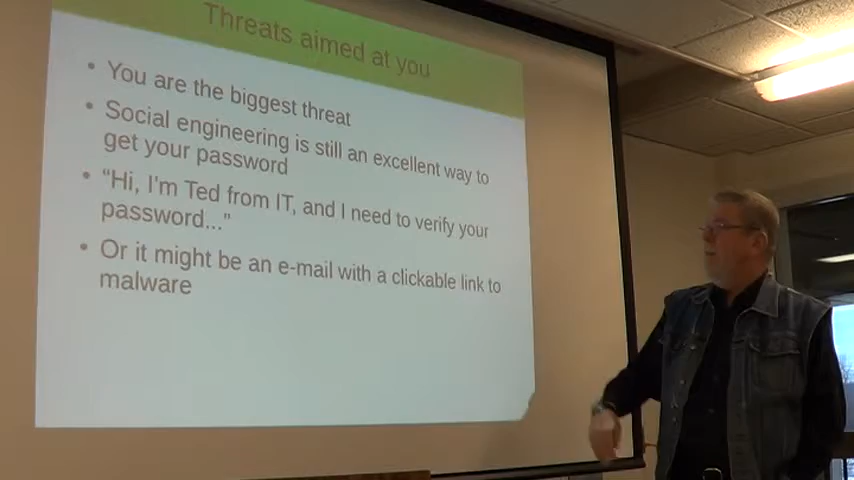 Threats aimed at you
• You are the biggest threat
• Social engineering is still an excellent way to
get your password
• “Hi, I'm Ted from IT, and I need to verify your
password..."
• Or it might be an e-mail with a clickable link to
malware